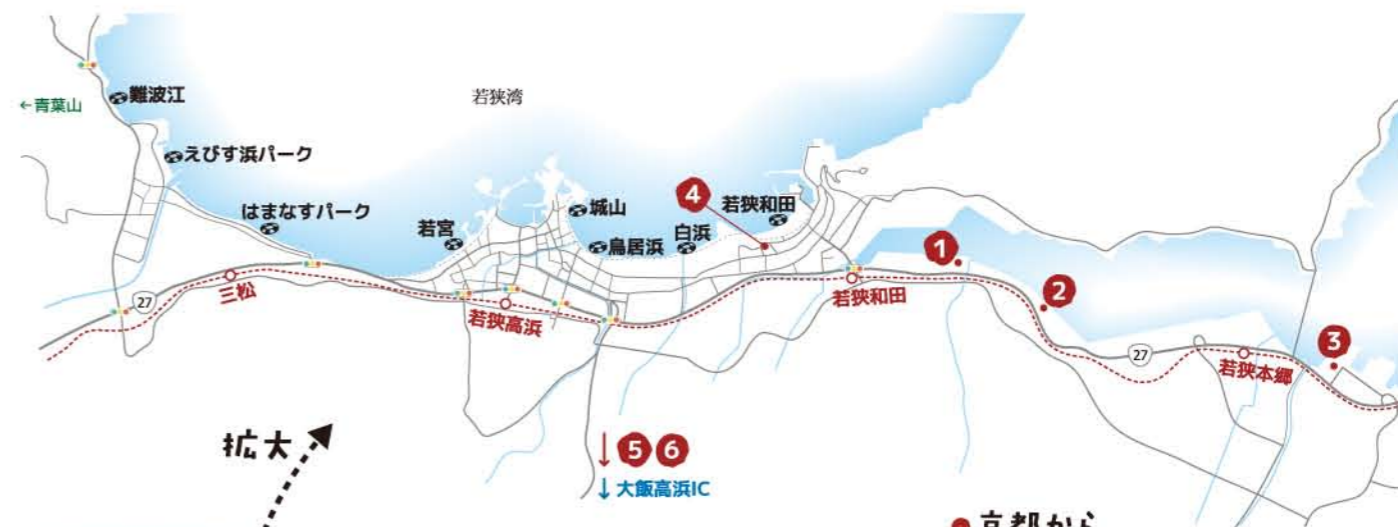 ←青葉山
難波江
若狭湾
えびす浜パーク
はまなすパーク
若宮
城山
鳥居浜
白浜
4
若狭和田
1
2
3
27
三松
若狭高浜
若狭和田
27
若狭本郷
拡大
↓5 6
↓大飯高浜IC
京都から